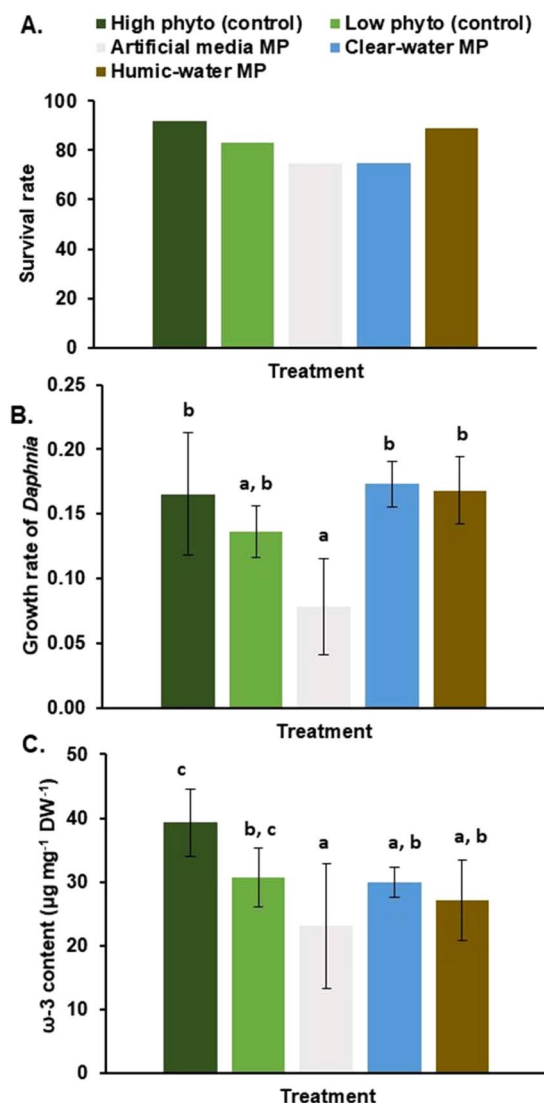 A.
High phyto (control) Low phyto (control)
Artificial media MP Clear-water MP
Humic-water MP
Survival rate
100
80
60
40
20
0
Treatment
B.
Growth rate of Daphnia
0.25
0.20
0.15
0.10
0.05
0.00
b
a, b
a
b
b
Treatment
C.
ω-3 content (µg mg⁻¹ DW⁻¹)
50
40
30
20
10
0
c
b, c
a
a, b
a, b
Treatment